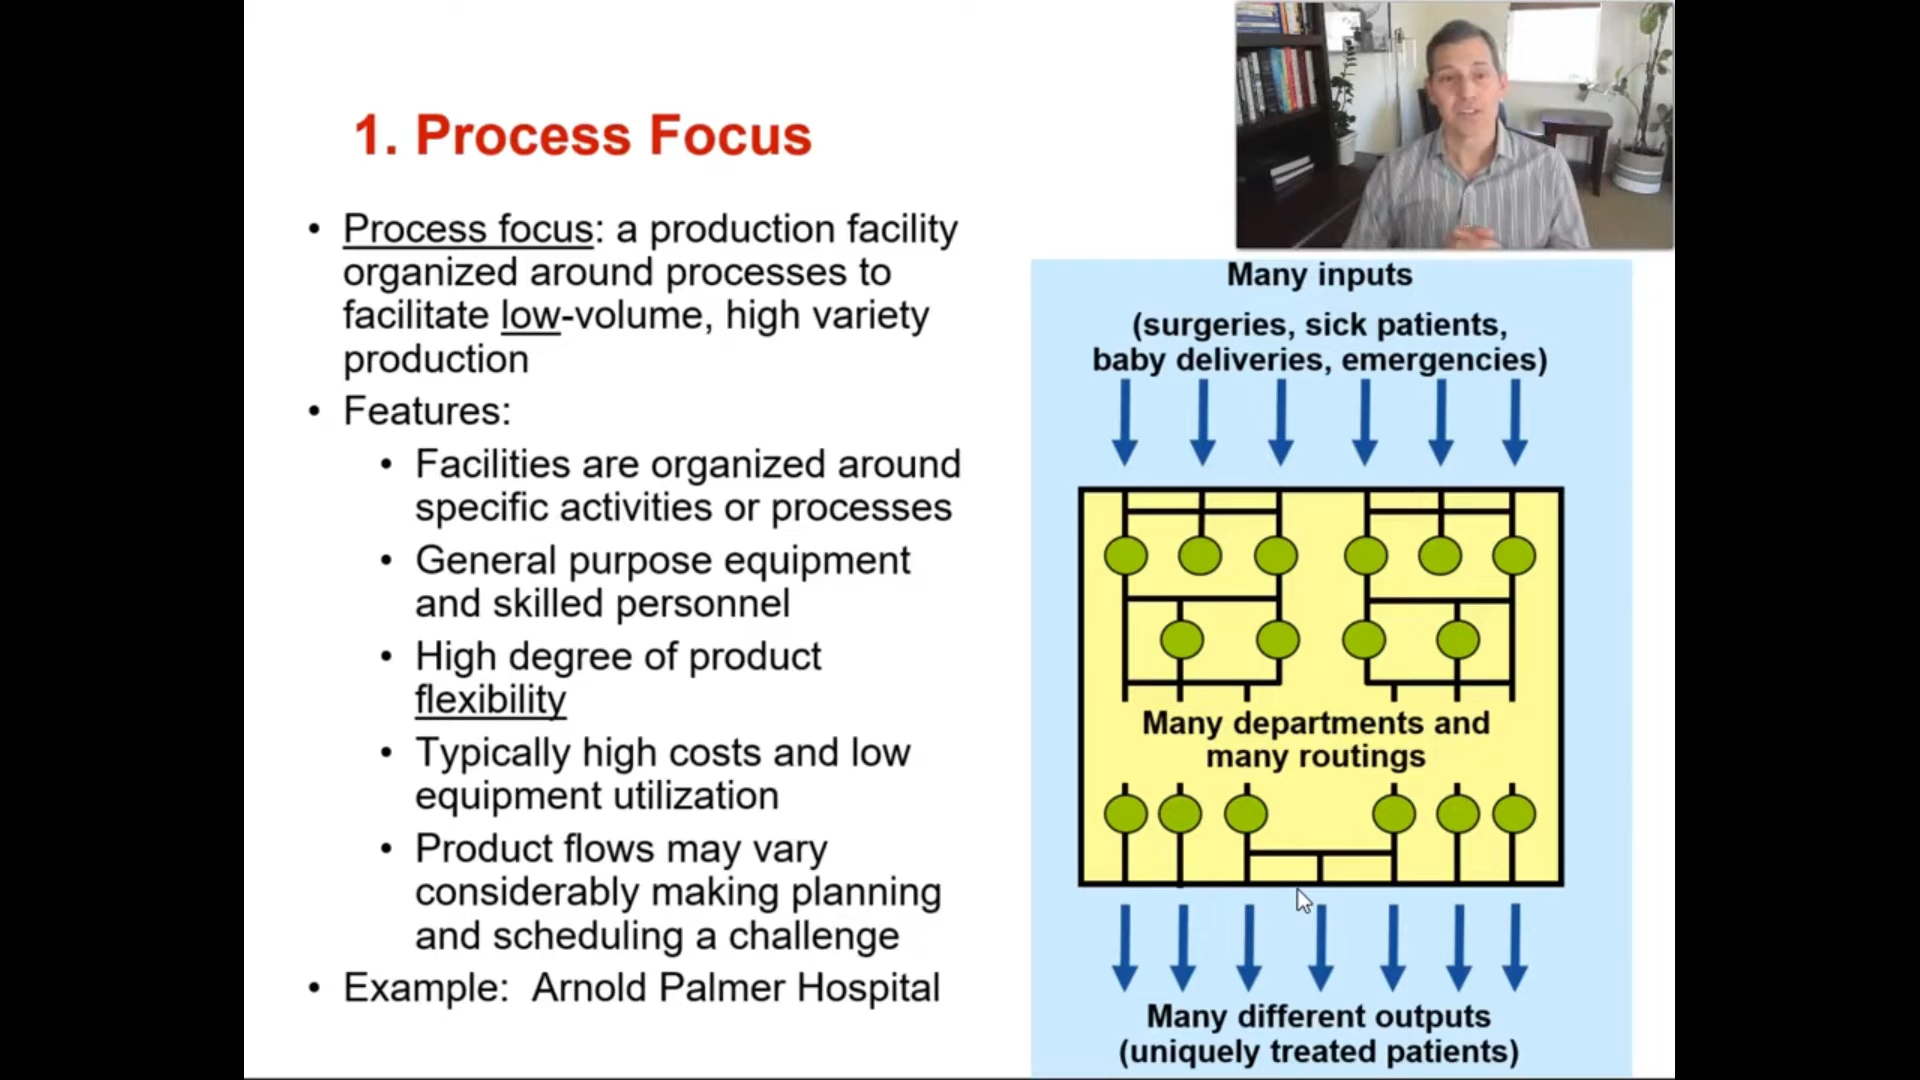 1. Process Focus
• Process focus: a production facility
organized around processes to
facilitate low-volume, high variety
production
• Features:
• Facilities are organized around
specific activities or processes
• General purpose equipment
and skilled personnel
• High degree of product
flexibility
• Typically high costs and low
equipment utilization
• Product flows may vary
considerably making planning
and scheduling a challenge
• Example: Arnold Palmer Hospital
Many inputs
(surgeries, sick patients,
baby deliveries, emergencies)
Many departments and
many routings
Many different outputs
(uniquely treated patients)